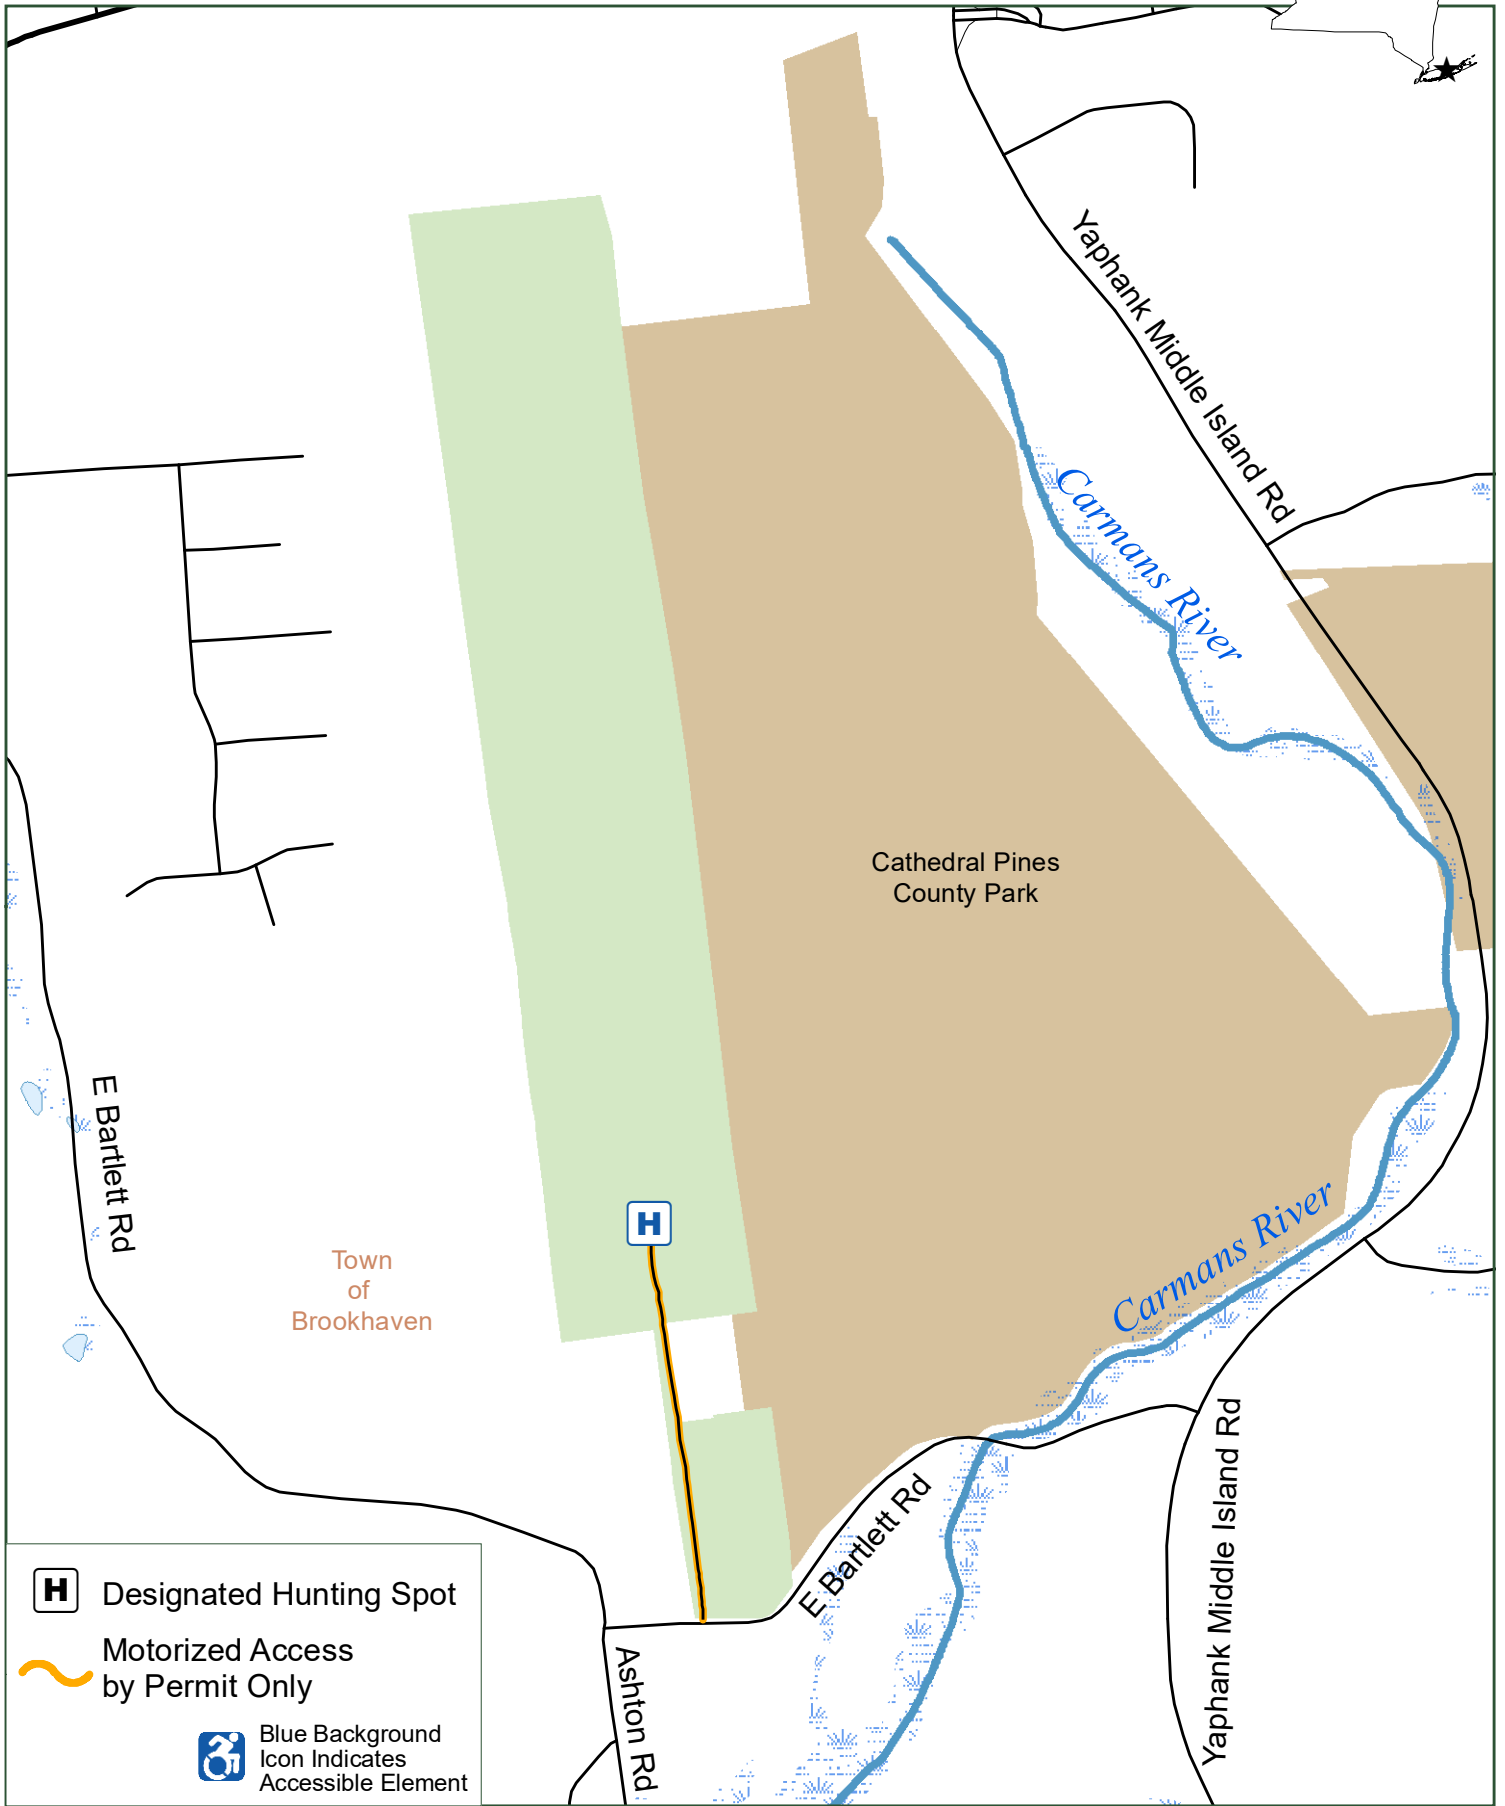 Yaphank Middle Island Rd
Carmans River
Cathedral Pines
County Park
E Bartlett Rd
H
Carmans River
Town
of
Brookhaven
Yaphank Middle Island Rd
E Bartlett Rd
Ashton Rd
H Designated Hunting Spot
Motorized Access
by Permit Only
Blue Background
Icon Indicates
Accessible Element